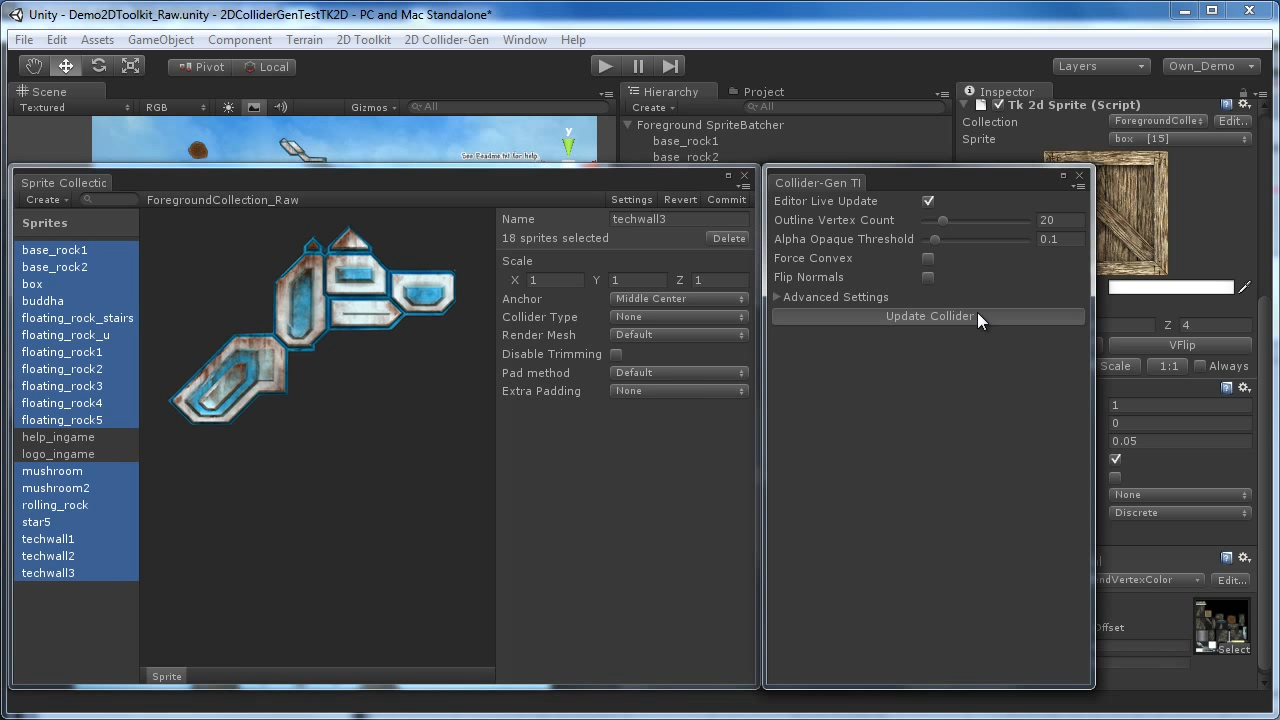 Unity - Demo2DToolkit_Raw.unity - 2DColliderGenTestTK2D - PC and Mac Standalone*
File Edit Assets GameObject Component Terrain 2D Toolkit 2D Collider-Gen Window Help
Pivot Local Layers Own_Demo
Scene Hierarchy Project Inspector
Textured RGB Gizmos All Create All
Tk 2d Sprite (Script)
Collection ForegroundColle Edit..
Sprite box [15]
Foreground SpriteBatcher
base_rock1
base_rock2
y
See Readme.txt for help
Sprite Collectic
Create ForegroundCollection_Raw Settings Revert Commit
Sprites
base_rock1
base_rock2
box
buddha
floating_rock_stairs
floating_rock_u
floating_rock1
floating_rock2
floating_rock3
floating_rock4
floating_rock5
help_ingame
logo_ingame
mushroom
mushroom2
rolling_rock
star5
techwall1
techwall2
techwall3
Sprite
Name techwall3
18 sprites selected Delete
Scale
X 1 Y 1 Z 1
Anchor Middle Center
Collider Type None
Render Mesh Default
Disable Trimming
Pad method Default
Extra Padding None
Collider-Gen TI
Editor Live Update
Outline Vertex Count 20
Alpha Opaque Threshold 0.1
Force Convex
Flip Normals
Advanced Settings
Update Collider
Z 4
VFlip
Scale 1:1 Always
1
0
0.05
None
Discrete
ndVertexColor Edit...
Offset
Select